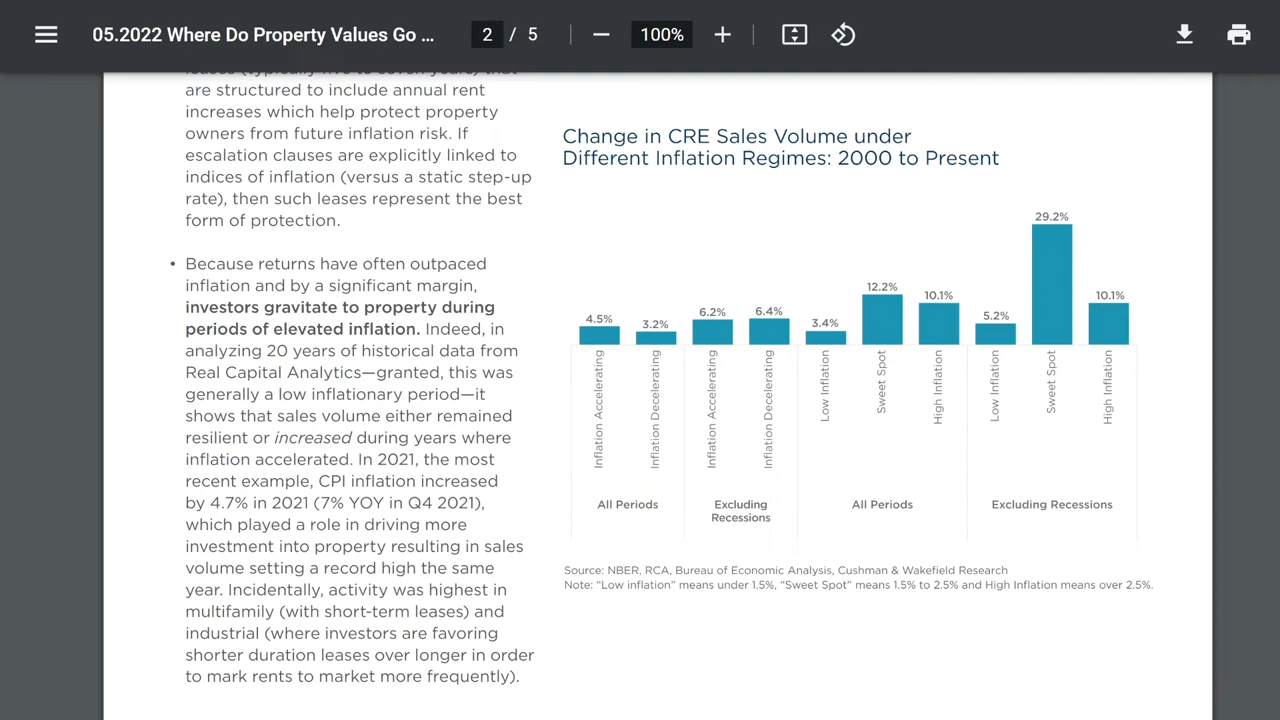 05.2022 Where Do Property Values Go ...
2 / 5
100%
leases (typically five to seven years) that
are structured to include annual rent
increases which help protect property
owners from future inflation risk. If
escalation clauses are explicitly linked to
indices of inflation (versus a static step-up
rate), then such leases represent the best
form of protection.
• Because returns have often outpaced
inflation and by a significant margin,
investors gravitate to property during
periods of elevated inflation. Indeed, in
analyzing 20 years of historical data from
Real Capital Analytics—granted, this was
generally a low inflationary period—it
shows that sales volume either remained
resilient or increased during years where
inflation accelerated. In 2021, the most
recent example, CPI inflation increased
by 4.7% in 2021 (7% YOY in Q4 2021),
which played a role in driving more
investment into property resulting in sales
volume setting a record high the same
year. Incidentally, activity was highest in
multifamily (with short-term leases) and
industrial (where investors are favoring
shorter duration leases over longer in order
to mark rents to market more frequently).
Change in CRE Sales Volume under
Different Inflation Regimes: 2000 to Present
4.5%
3.2%
6.2%
6.4%
3.4%
12.2%
10.1%
5.2%
29.2%
10.1%
Inflation Accelerating
Inflation Decelerating
Inflation Accelerating
Inflation Decelerating
Low Inflation
Sweet Spot
High Inflation
Low Inflation
Sweet Spot
High Inflation
All Periods
Excluding
Recessions
All Periods
Excluding Recessions
Source: NBER, RCA, Bureau of Economic Analysis, Cushman & Wakefield Research
Note: “Low inflation” means under 1.5%, “Sweet Spot” means 1.5% to 2.5% and High Inflation means over 2.5%.